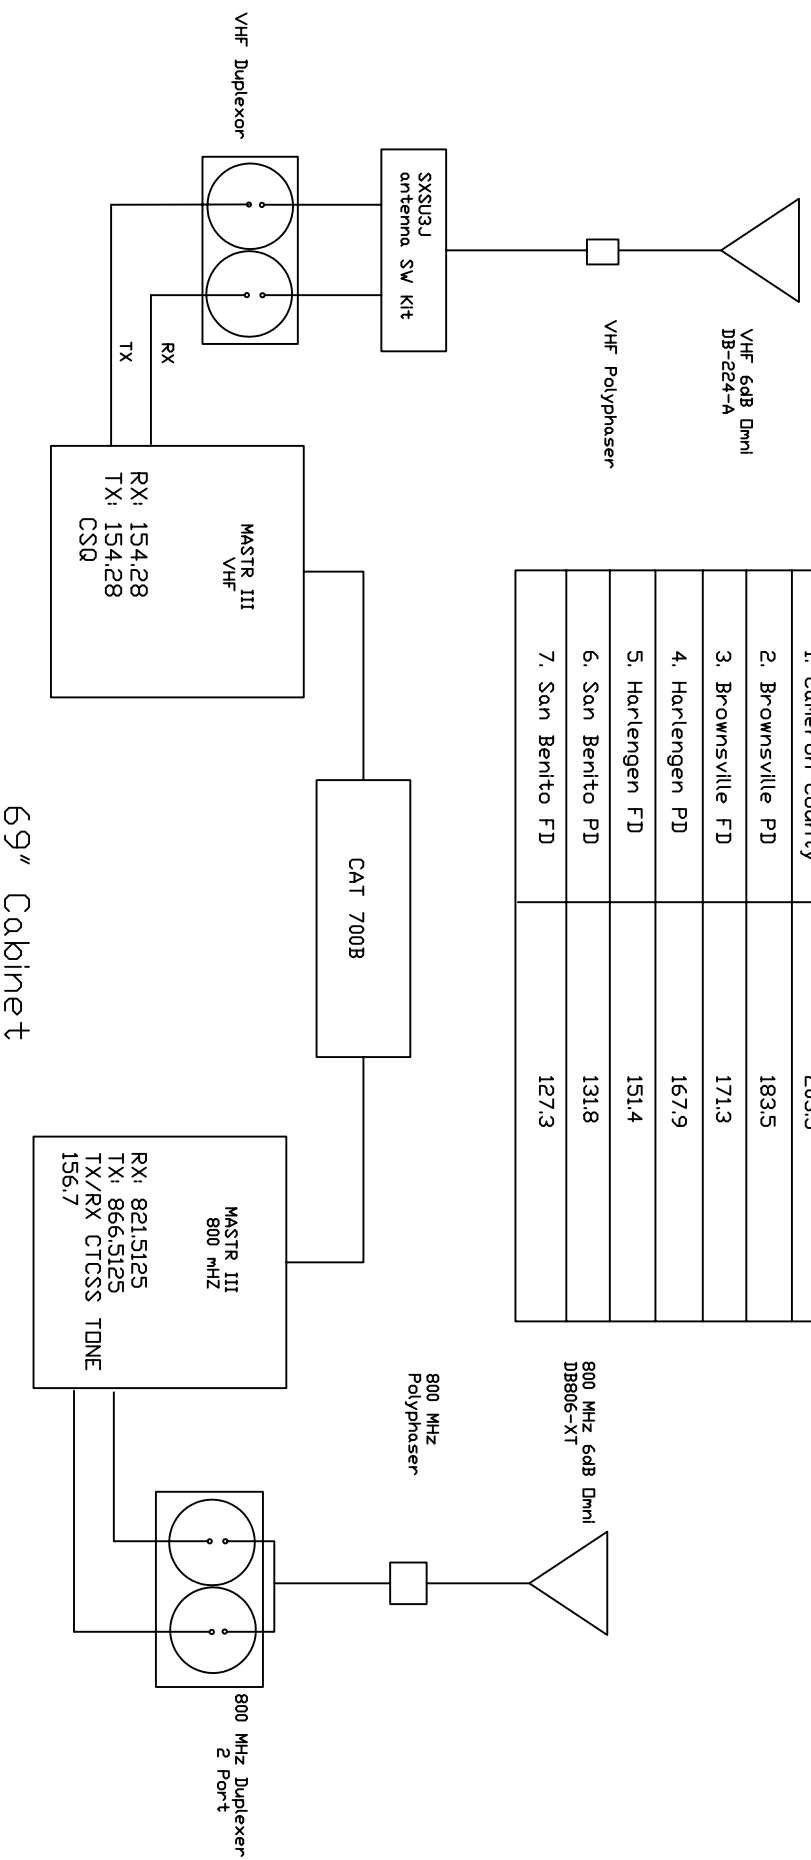 2. Brownsville PD 183.5
3. Brownsville FD 171.3
4. Harlengen PD 167.9
5. Harlengen FD 151.4
6. San Benito PD 131.8
7. San Benito FD 127.3
VHF 6dB Omni
DB-224-A
VHF Polyphaser
SXSU3J
antenna SW Kit
VHF Duplexor
RX
TX
MASTR III
VHF
RX: 154.28
TX: 154.28
CSQ
CAT 700B
MASTR III
800 mHZ
RX: 821.5125
TX: 866.5125
TX/RX CTCSS TONE
156.7
800 MHz 6dB Omni
DB806-XT
800 MHz
Polyphaser
800 MHz Duplexer
2 Port
69" Cabinet